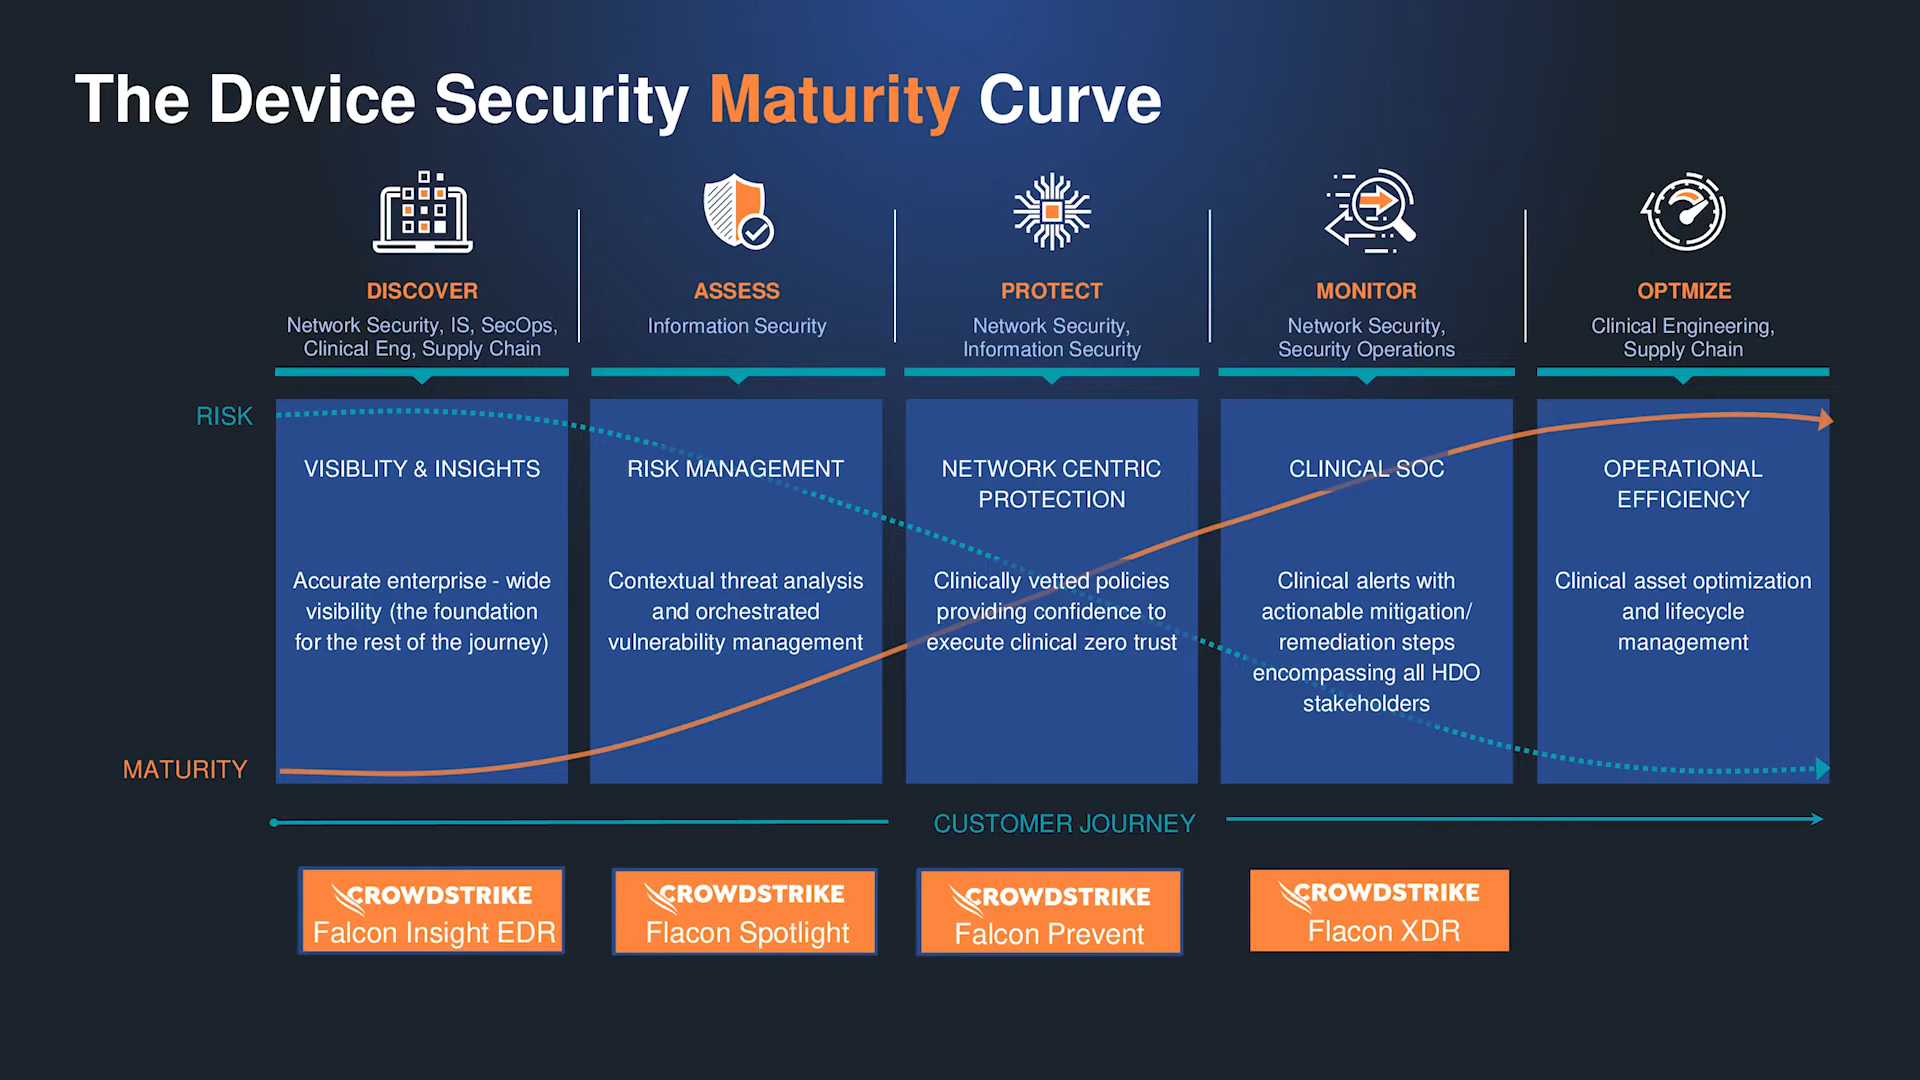 The Device Security Maturity Curve
DISCOVER
Network Security, IS, SecOps,
Clinical Eng, Supply Chain
ASSESS
Information Security
PROTECT
Network Security,
Information Security
MONITOR
Network Security,
Security Operations
OPTMIZE
Clinical Engineering,
Supply Chain
RISK
VISIBLITY & INSIGHTS
Accurate enterprise - wide
visibility (the foundation
for the rest of the journey)
RISK MANAGEMENT
Contextual threat analysis
and orchestrated
vulnerability management
NETWORK CENTRIC
PROTECTION
Clinically vetted policies
providing confidence to
execute clinical zero trust
CLINICAL SOC
Clinical alerts with
actionable mitigation/
remediation steps
encompassing all HDO
stakeholders
OPERATIONAL
EFFICIENCY
Clinical asset optimization
and lifecycle
management
MATURITY
CUSTOMER JOURNEY
CROWDSTRIKE
Falcon Insight EDR
CROWDSTRIKE
Flacon Spotlight
CROWDSTRIKE
Falcon Prevent
CROWDSTRIKE
Flacon XDR